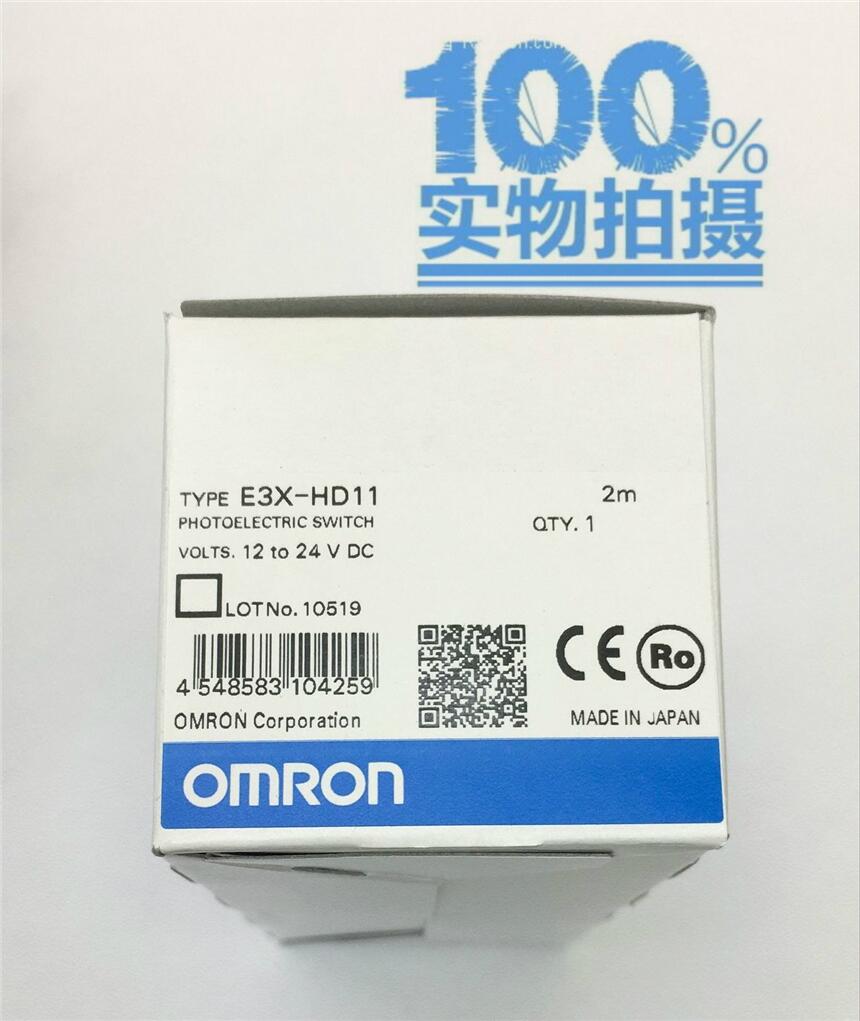 100%
实物拍摄
TYPE E3X-HD11 2m
PHOTOELECTRIC SWITCH QTY. 1
VOLTS. 12 to 24 V DC
LOT No. 10519
4 548583 104259
CE Ro
OMRON Corporation MADE IN JAPAN
OMRON